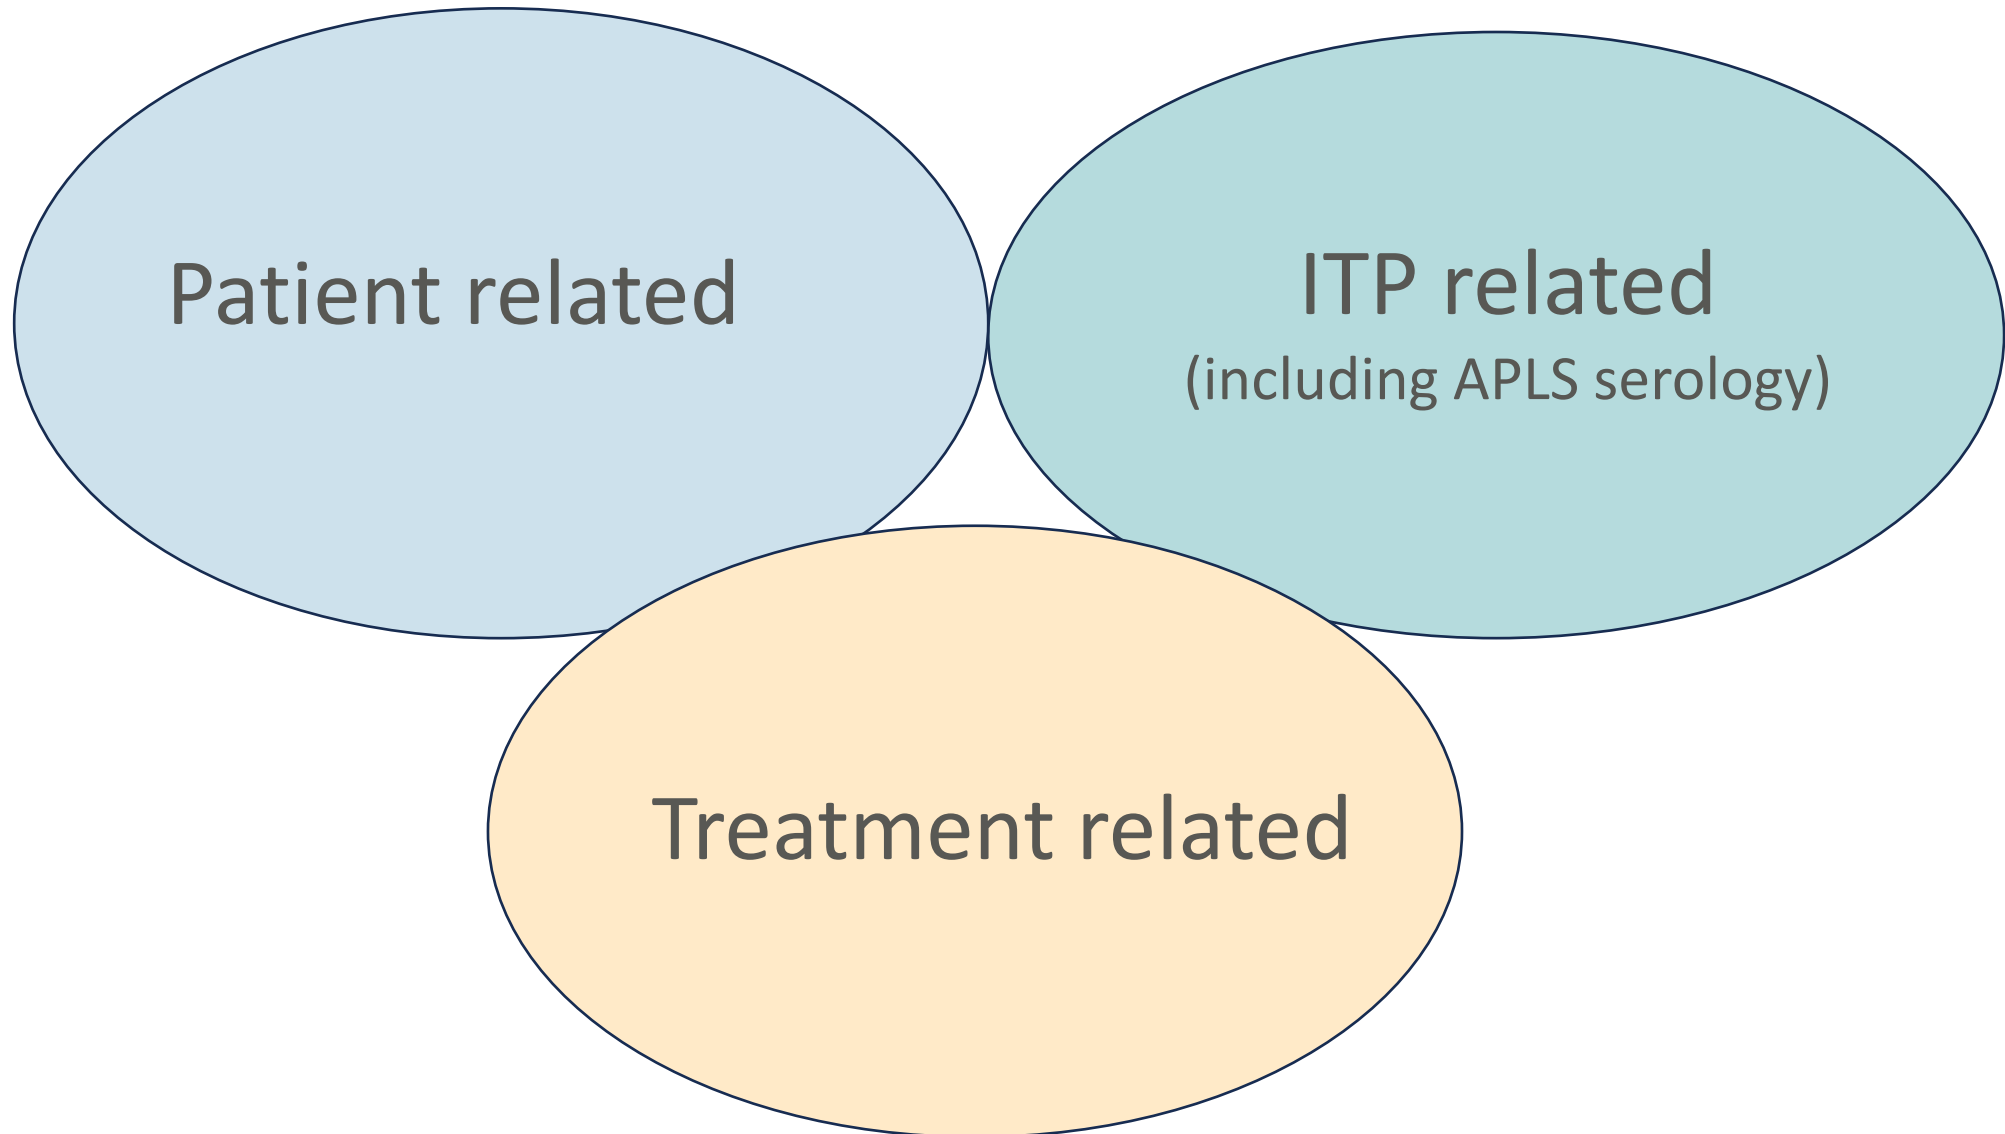 Patient related
ITP related
(including APLS serology)
Treatment related